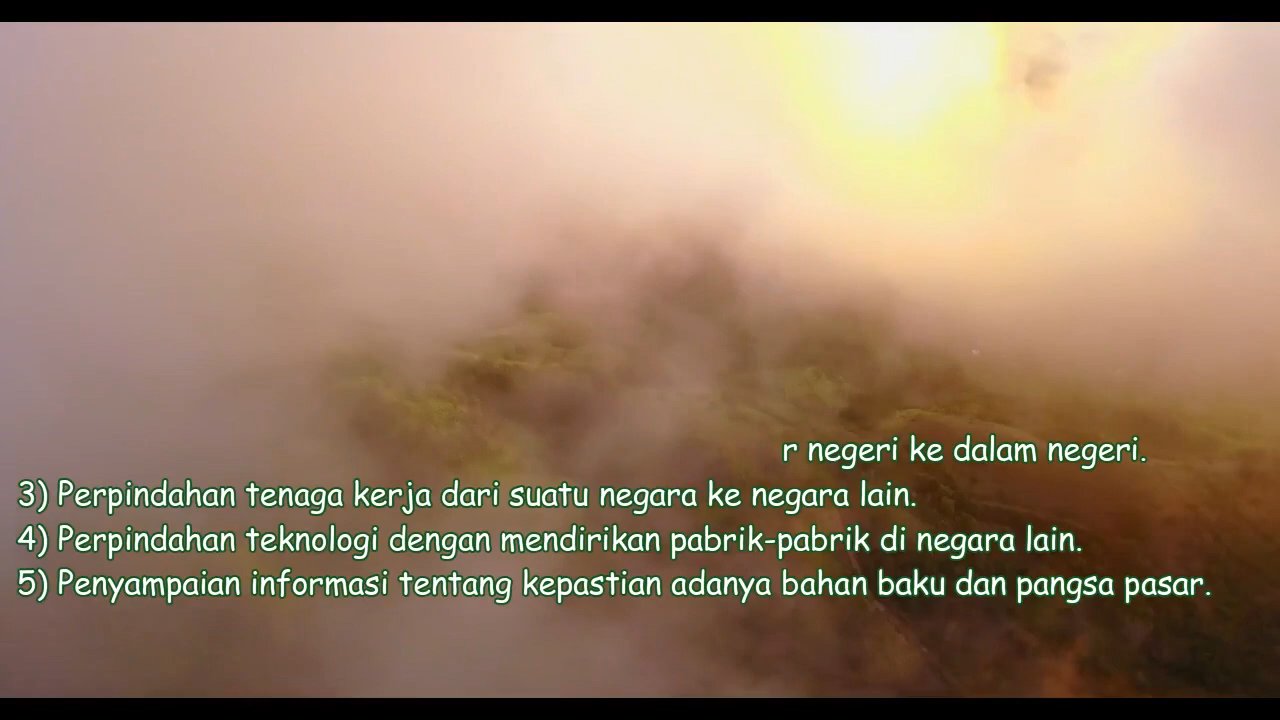 negeri ke dalam negeri.
3) Perpindahan tenaga kerja dari suatu negara ke negara lain.
4) Perpindahan teknologi dengan mendirikan pabrik-pabrik di negara lain.
5) Penyampaian informasi tentang kepastian adanya bahan baku dan pangsa pasar.